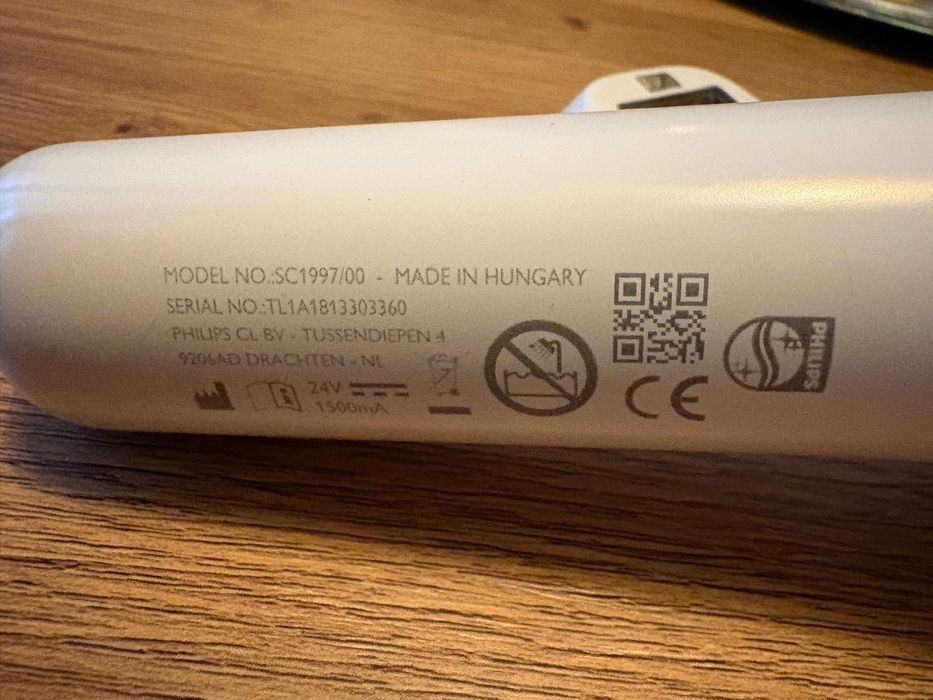 MODEL NO.:SC1997/00 - MADE IN HUNGARY
SERIAL NO.:TL1A1813303360
PHILIPS CL BV - TUSSENDIEPEN 4
9206AD DRACHTEN - NL
24V
1500mA
CE
PHILIPS